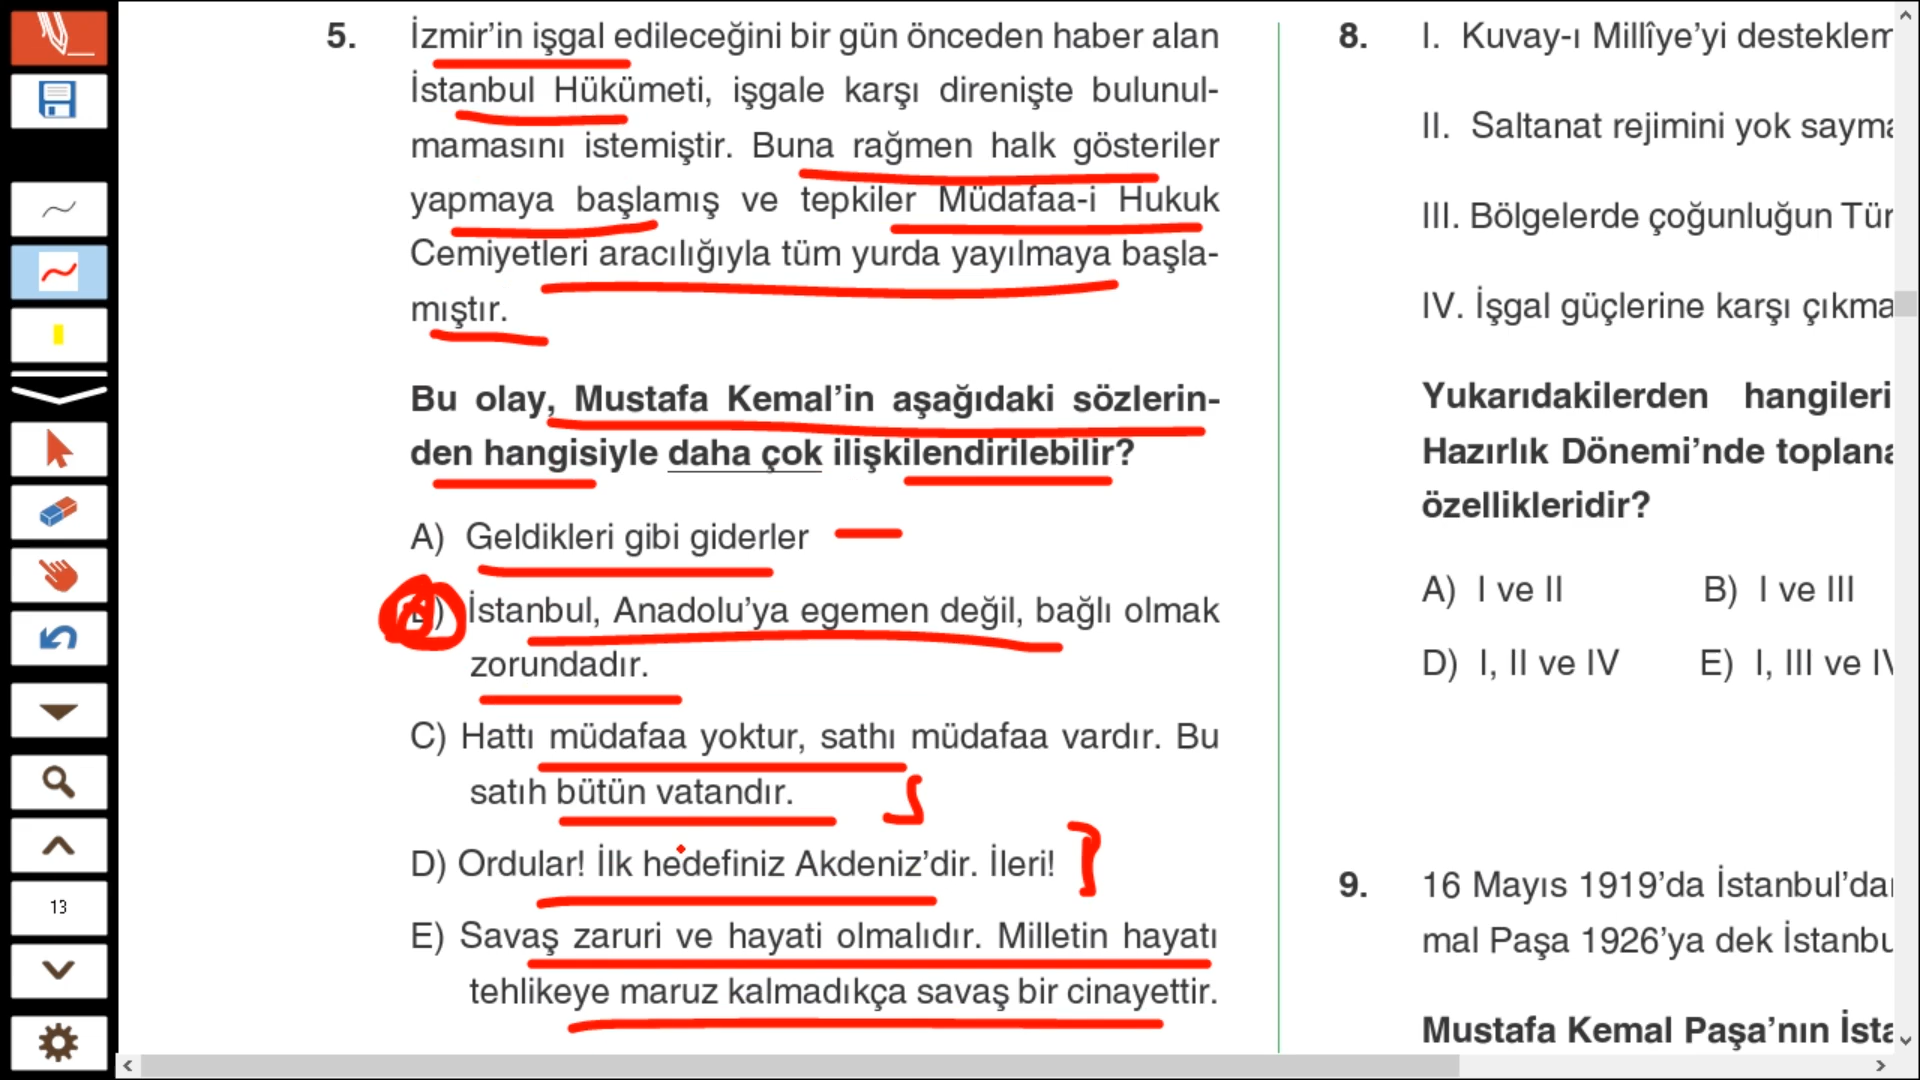 5. İzmir'in işgal edileceğini bir gün önceden haber alan
İstanbul Hükümeti, işgale karşı direnişte bulunul-
mamasını istemiştir. Buna rağmen halk gösteriler
yapmaya başlamış ve tepkiler Müdafaa-i Hukuk
Cemiyetleri aracılığıyla tüm yurda yayılmaya başla-
mıştır.
Bu olay, Mustafa Kemal'in aşağıdaki sözlerin-
den hangisiyle daha çok ilişkilendirilebilir?
A) Geldikleri gibi giderler
İstanbul, Anadolu'ya egemen değil, bağlı olmak
zorundadır.
C) Hattı müdafaa yoktur, sathı müdafaa vardır. Bu
satıh bütün vatandır.
D) Ordular! İlk hedefiniz Akdeniz'dir. İleri!
E) Savaş zaruri ve hayati olmalıdır. Milletin hayatı
tehlikeye maruz kalmadıkça savaş bir cinayettir.
8. I. Kuvay-ı Millîye'yi desteklem
II. Saltanat rejimini yok sayma
III. Bölgelerde çoğunluğun Tür
IV. İşgal güçlerine karşı çıkma
Yukarıdakilerden hangileri
Hazırlık Dönemi'nde toplana
özellikleridir?
A) I ve II B) I ve III
D) I, II ve IV E) I, III ve IV
9. 16 Mayıs 1919'da İstanbul'dan
mal Paşa 1926'ya dek İstanbu
Mustafa Kemal Paşa'nın İsta
13